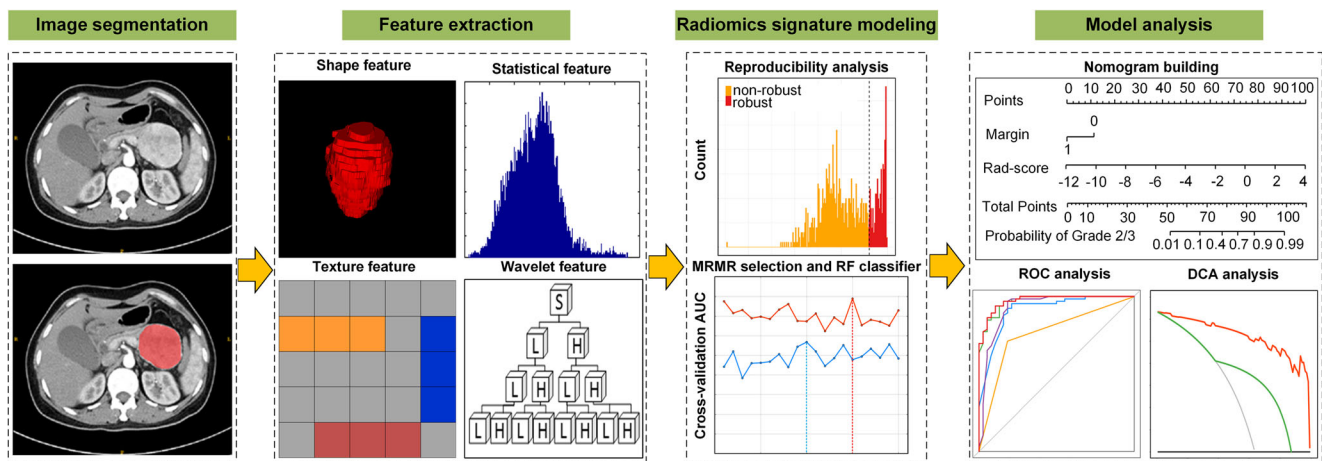 Image segmentation
Feature extraction
Radiomics signature modeling
Model analysis
Shape feature
Statistical feature
Texture feature
Wavelet feature
S
L H
L H L H
L H L H L H L H
Reproducibility analysis
non-robust
robust
Count
MRMR selection and RF classifier
Cross-validation AUC
Nomogram building
Points
0 10 20 30 40 50 60 70 80 90 100
Margin
0
1
Rad-score
-12 -10 -8 -6 -4 -2 0 2 4
Total Points
0 10 30 50 70 90 110
Probability of Grade 2/3
0.01 0.1 0.4 0.7 0.9 0.99
ROC analysis
DCA analysis